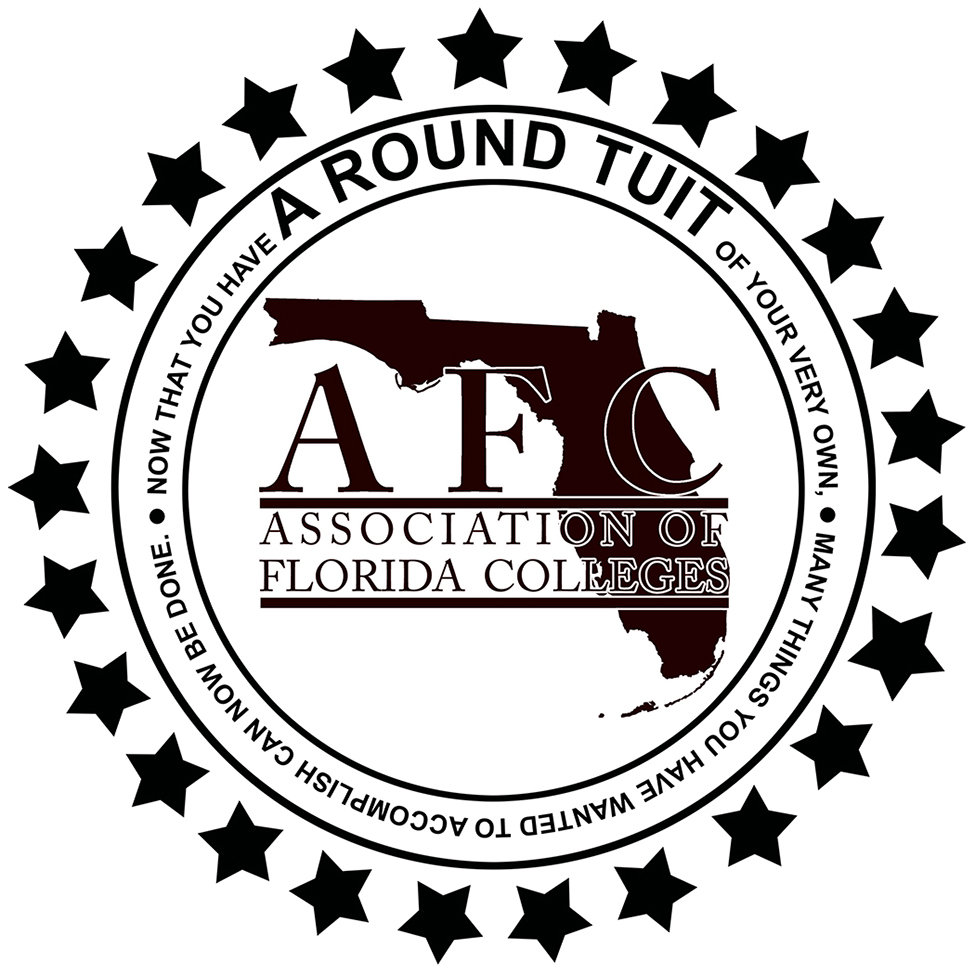 NOW THAT YOU HAVE A ROUND TUIT OF YOUR VERY OWN, • MANY THINGS YOU HAVE WANTED TO ACCOMPLISH CAN NOW BE DONE. •
AFC
ASSOCIATION OF
FLORIDA COLLEGES